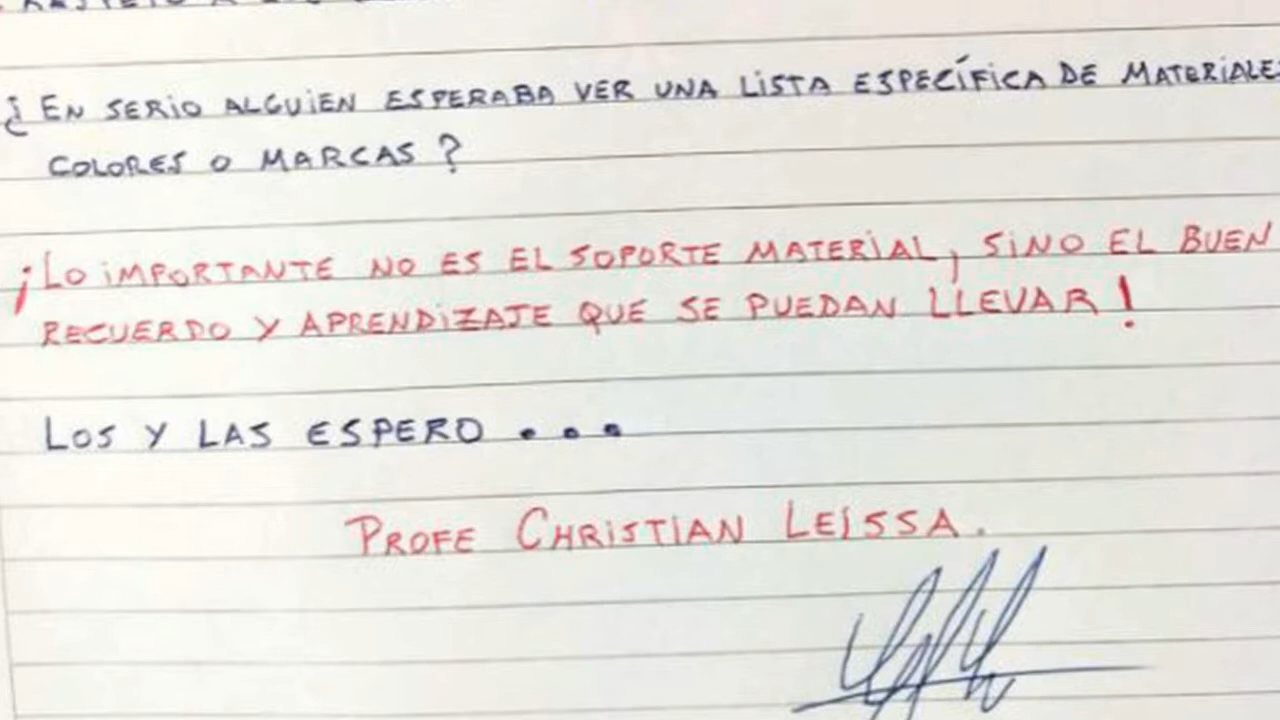 ¿ EN SERIO ALGUIEN ESPERABA VER UNA LISTA ESPECÍFICA DE MATERIALES
COLORES O MARCAS ?
¡LO IMPORTANTE NO ES EL SOPORTE MATERIAL, SINO EL BUEN
RECUERDO Y APRENDIZAJE QUE SE PUEDAN LLEVAR !
LOS Y LAS ESPERO ...
PROFE CHRISTIAN LEISSA.